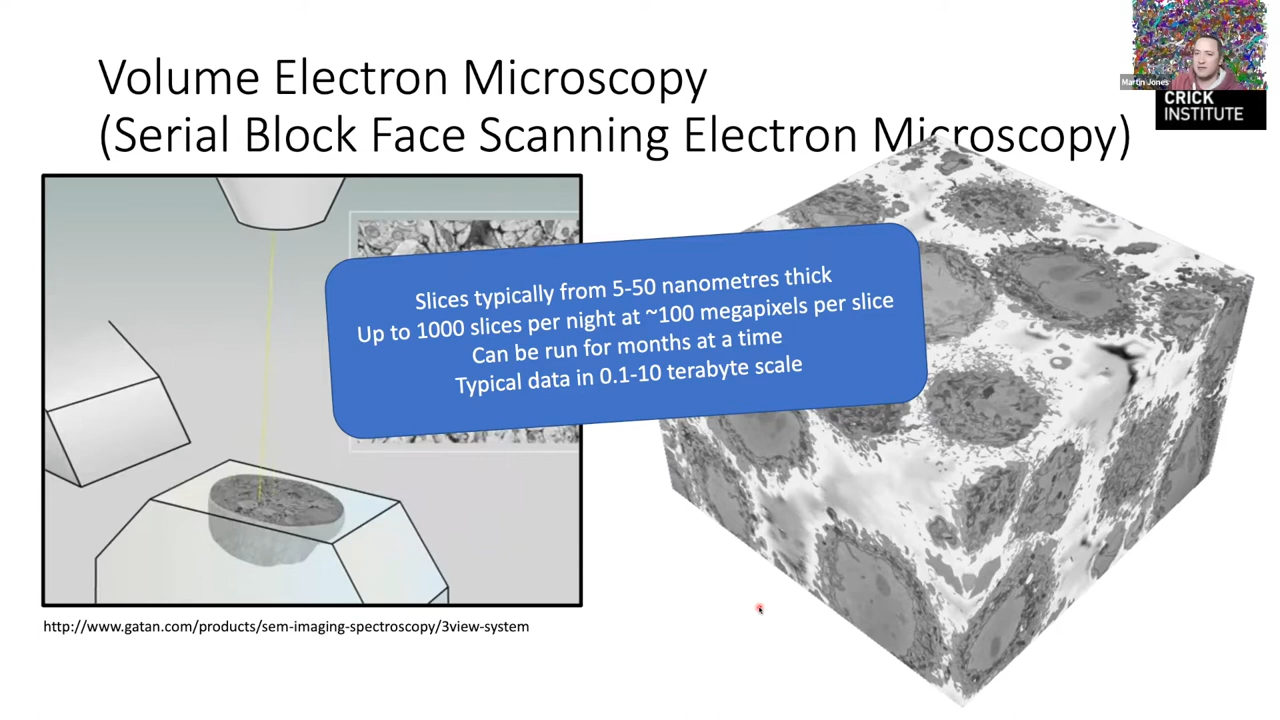 Volume Electron Microscopy
(Serial Block Face Scanning Electron Microscopy)
Martin Jones
CRICK
INSTITUTE
Slices typically from 5-50 nanometres thick
Up to 1000 slices per night at ~100 megapixels per slice
Can be run for months at a time
Typical data in 0.1-10 terabyte scale
http://www.gatan.com/products/sem-imaging-spectroscopy/3view-system